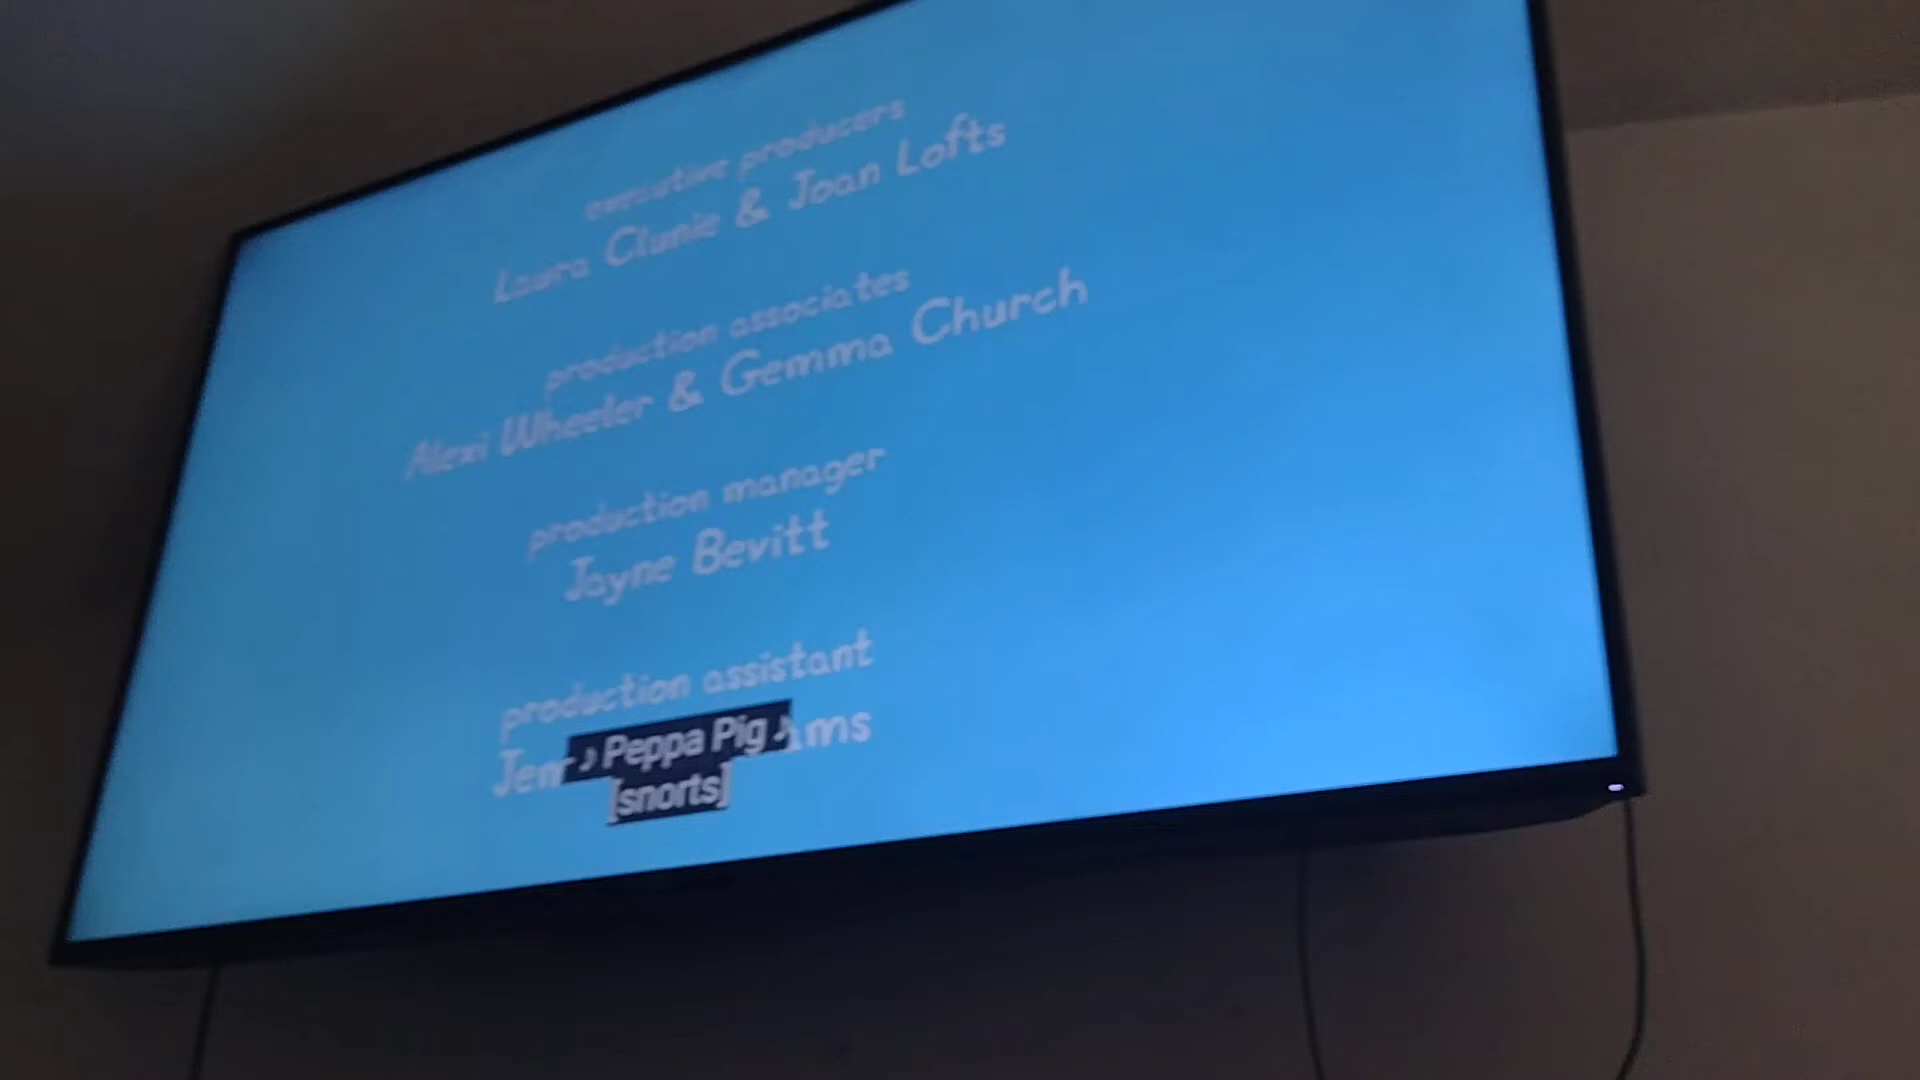 executive producers
Laura Clunie & Joan Lofts
production associates
Alexi Wheeler & Gemma Church
production manager
Jayne Bevitt
production assistant
♪ Peppa Pig ♪
[snorts]